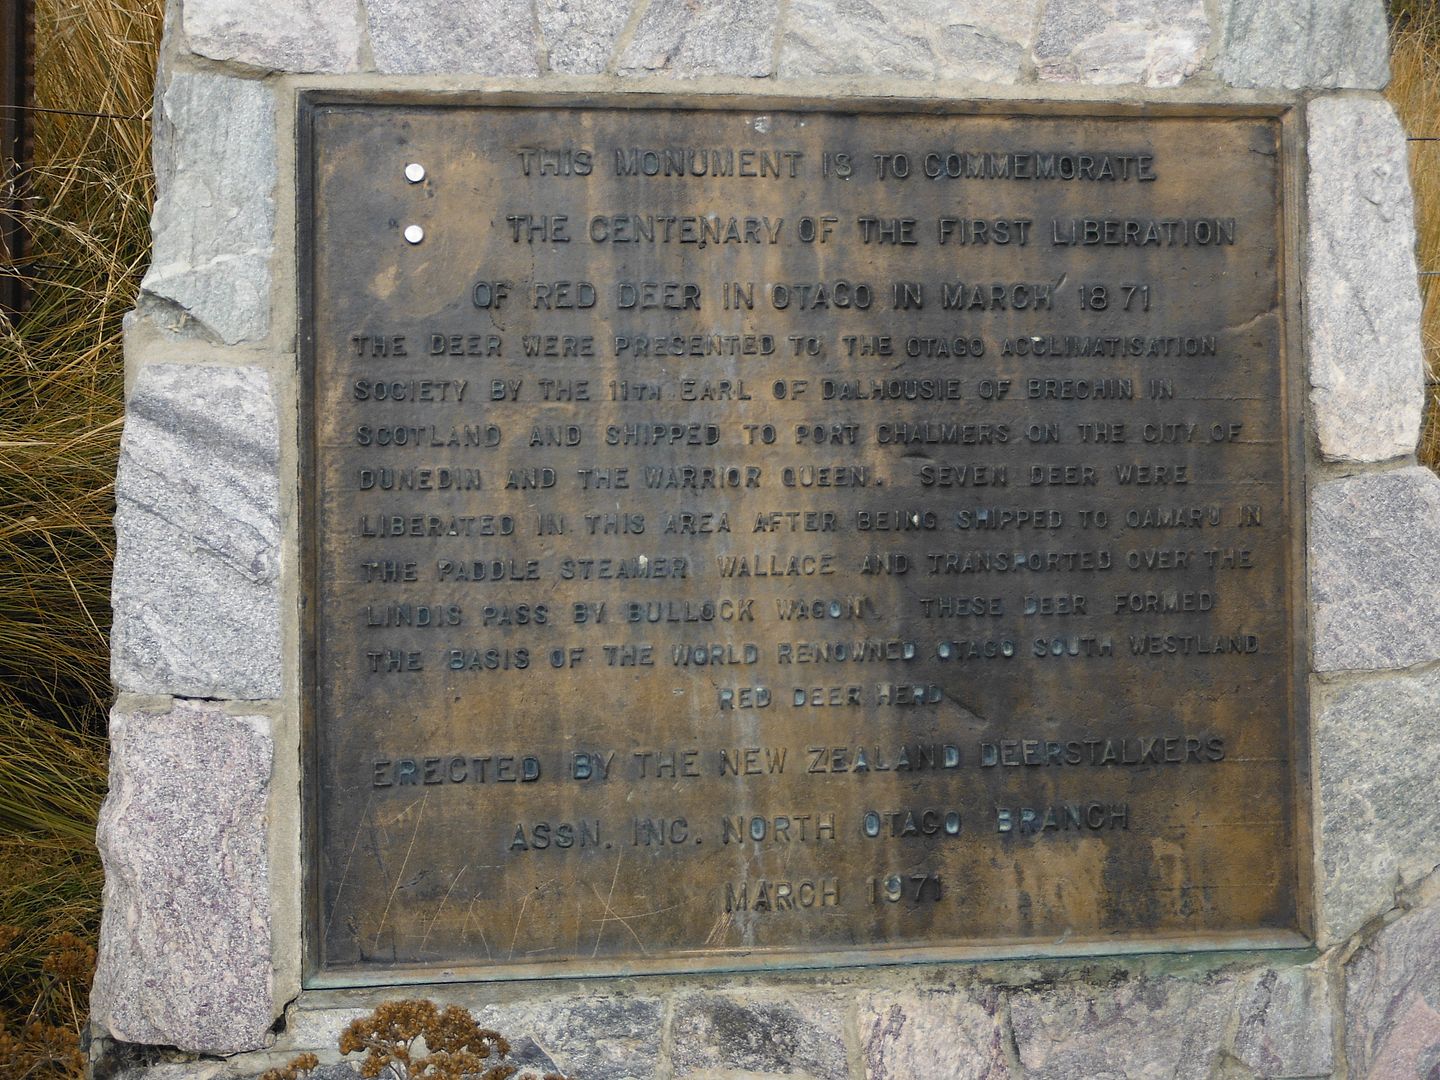 THIS MONUMENT IS TO COMMEMORATE
THE CENTENARY OF THE FIRST LIBERATION
OF RED DEER IN OTAGO IN MARCH 1871
THE DEER WERE PRESENTED TO THE OTAGO ACCLIMATISATION
SOCIETY BY THE 11TH EARL OF DALHOUSIE OF BRECHIN IN
SCOTLAND AND SHIPPED TO PORT CHALMERS ON THE CITY OF
DUNEDIN AND THE WARRIOR QUEEN. SEVEN DEER WERE
LIBERATED IN THIS AREA AFTER BEING SHIPPED TO OAMARU IN
THE PADDLE STEAMER WALLACE AND TRANSPORTED OVER THE
LINDIS PASS BY BULLOCK WAGON. THESE DEER FORMED
THE BASIS OF THE WORLD RENOWNED OTAGO SOUTH WESTLAND
RED DEER HERD
ERECTED BY THE NEW ZEALAND DEERSTALKERS
ASSN. INC. NORTH OTAGO BRANCH
MARCH 1971